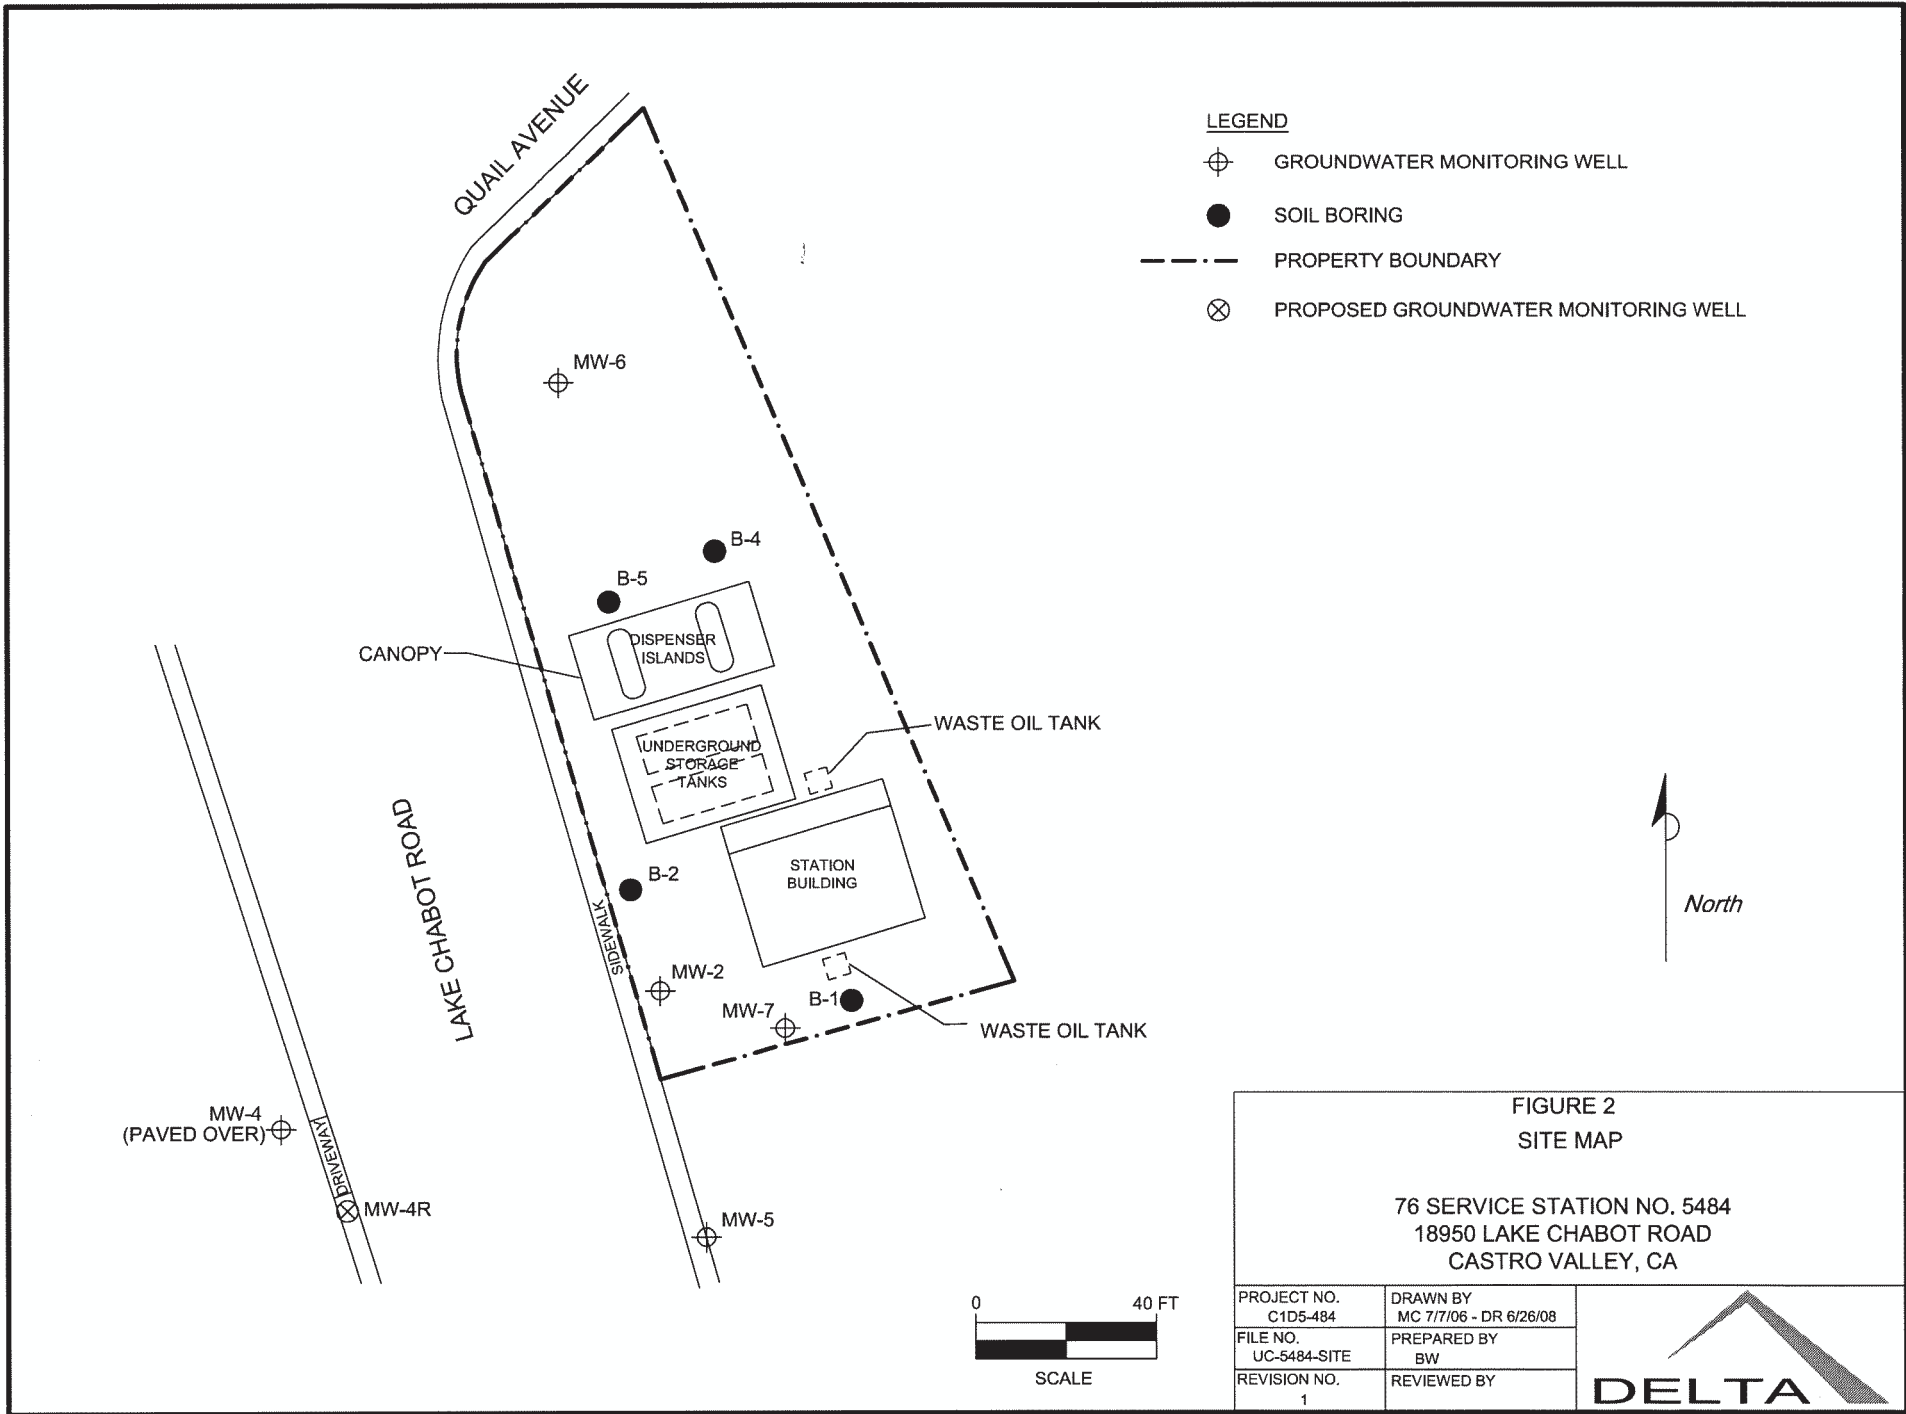 QUAIL AVENUE
LEGEND
GROUNDWATER MONITORING WELL
SOIL BORING
PROPERTY BOUNDARY
PROPOSED GROUNDWATER MONITORING WELL
MW-6
B-4
B-5
CANOPY
DISPENSER
ISLANDS
WASTE OIL TANK
UNDERGROUND
STORAGE
TANKS
LAKE CHABOT ROAD
STATION
BUILDING
B-2
SIDEWALK
North
MW-2
B-1
MW-7
WASTE OIL TANK
MW-4
(PAVED OVER)
DRIVEWAY
MW-4R
MW-5
0 40 FT
SCALE
FIGURE 2
SITE MAP
76 SERVICE STATION NO. 5484
18950 LAKE CHABOT ROAD
CASTRO VALLEY, CA
PROJECT NO.
C1D5-484
DRAWN BY
MC 7/7/06 - DR 6/26/08
FILE NO.
UC-5484-SITE
PREPARED BY
BW
REVISION NO.
1
REVIEWED BY
DELTA